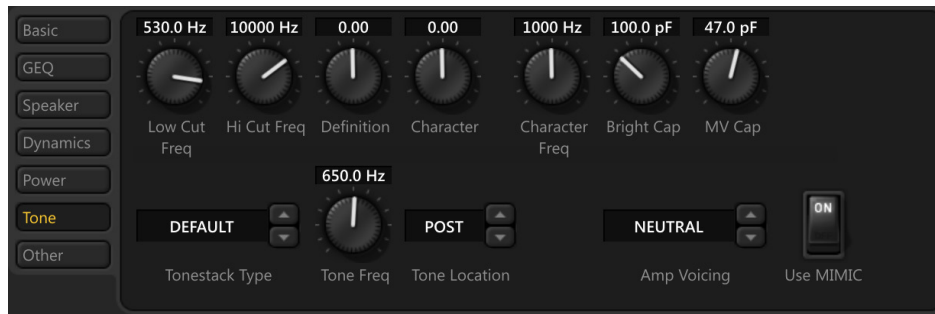 Basic
GEQ
Speaker
Dynamics
Power
Tone
Other
530.0 Hz 10000 Hz 0.00 0.00 1000 Hz 100.0 pF 47.0 pF
Low Cut Hi Cut Freq Definition Character Character Bright Cap MV Cap
Freq Freq
650.0 Hz
DEFAULT POST NEUTRAL ON
Tonestack Type Tone Freq Tone Location Amp Voicing Use MIMIC